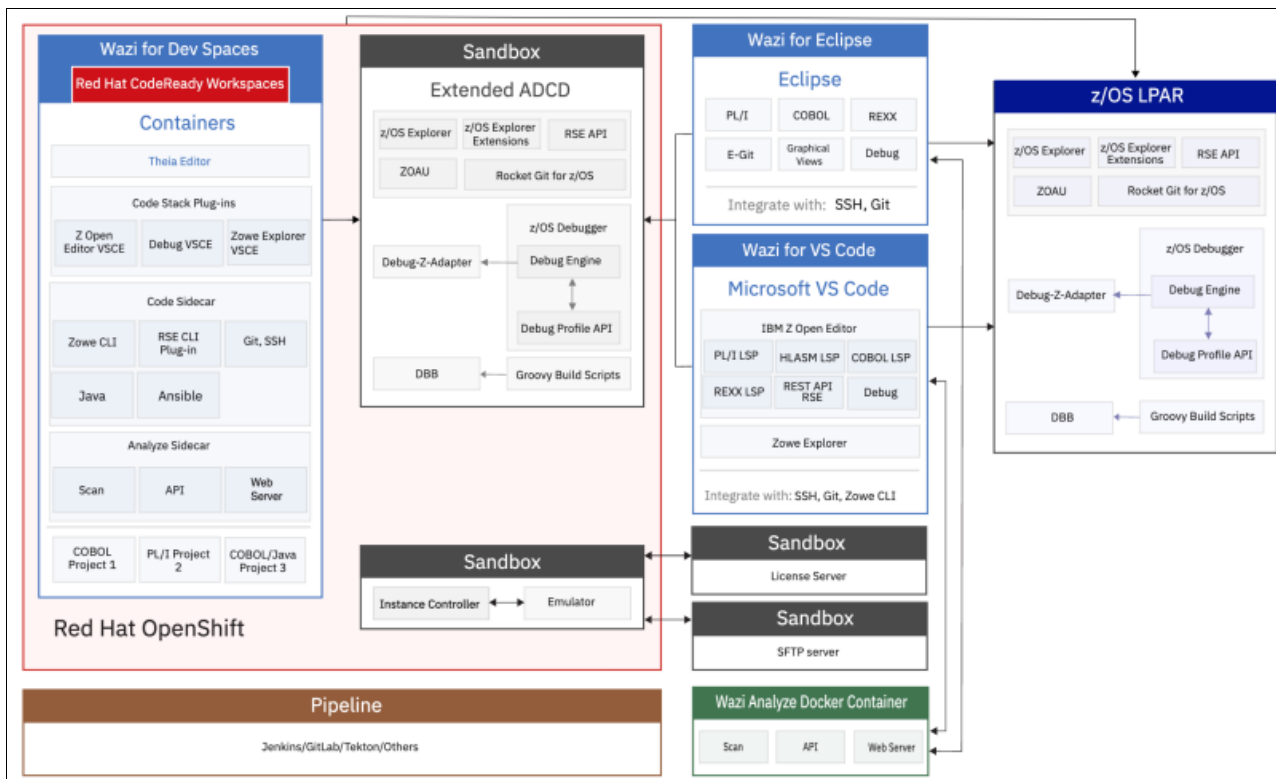 Wazi for Dev Spaces
Red Hat CodeReady Workspaces
Containers
Theia Editor
Code Stack Plug-ins
Z Open
Editor VSCE
Debug VSCE
Zowe Explorer
VSCE
Code Sidecar
Zowe CLI
RSE CLI
Plug-in
Git, SSH
Java
Ansible
Analyze Sidecar
Scan
API
Web
Server
COBOL
Project 1
PL/I Project
2
COBOL/Java
Project 3
Red Hat OpenShift
Sandbox
Extended ADCD
z/OS Explorer
z/OS Explorer
Extensions
RSE API
ZOAU
Rocket Git for z/OS
z/OS Debugger
Debug-Z-Adapter
Debug Engine
Debug Profile API
DBB
Groovy Build Scripts
Sandbox
Instance Controller
Emulator
Wazi for Eclipse
Eclipse
PL/I
COBOL
REXX
E-Git
Graphical
Views
Debug
Integrate with: SSH, Git
Wazi for VS Code
Microsoft VS Code
IBM Z Open Editor
PL/I LSP
HLASM LSP
COBOL LSP
REXX LSP
REST API
RSE
Debug
Zowe Explorer
Integrate with: SSH, Git, Zowe CLI
Sandbox
License Server
Sandbox
SFTP server
z/OS LPAR
z/OS Explorer
z/OS Explorer
Extensions
RSE API
ZOAU
Rocket Git for z/OS
z/OS Debugger
Debug-Z-Adapter
Debug Engine
Debug Profile API
DBB
Groovy Build Scripts
Pipeline
Jenkins/GitLab/Tekton/Others
Wazi Analyze Docker Container
Scan
API
Web Server